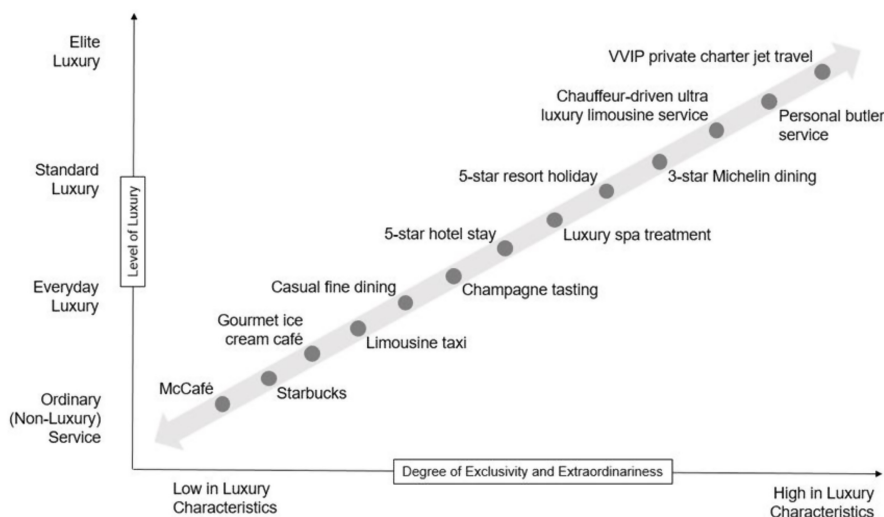 Elite
Luxury
Standard
Luxury
Level of Luxury
Everyday
Luxury
Ordinary
(Non-Luxury)
Service
VVIP private charter jet travel
Chauffeur-driven ultra
luxury limousine service
Personal butler
service
5-star resort holiday
3-star Michelin dining
5-star hotel stay
Luxury spa treatment
Casual fine dining
Champagne tasting
Gourmet ice
cream café
Limousine taxi
McCafé
Starbucks
Degree of Exclusivity and Extraordinariness
Low in Luxury
Characteristics
High in Luxury
Characteristics